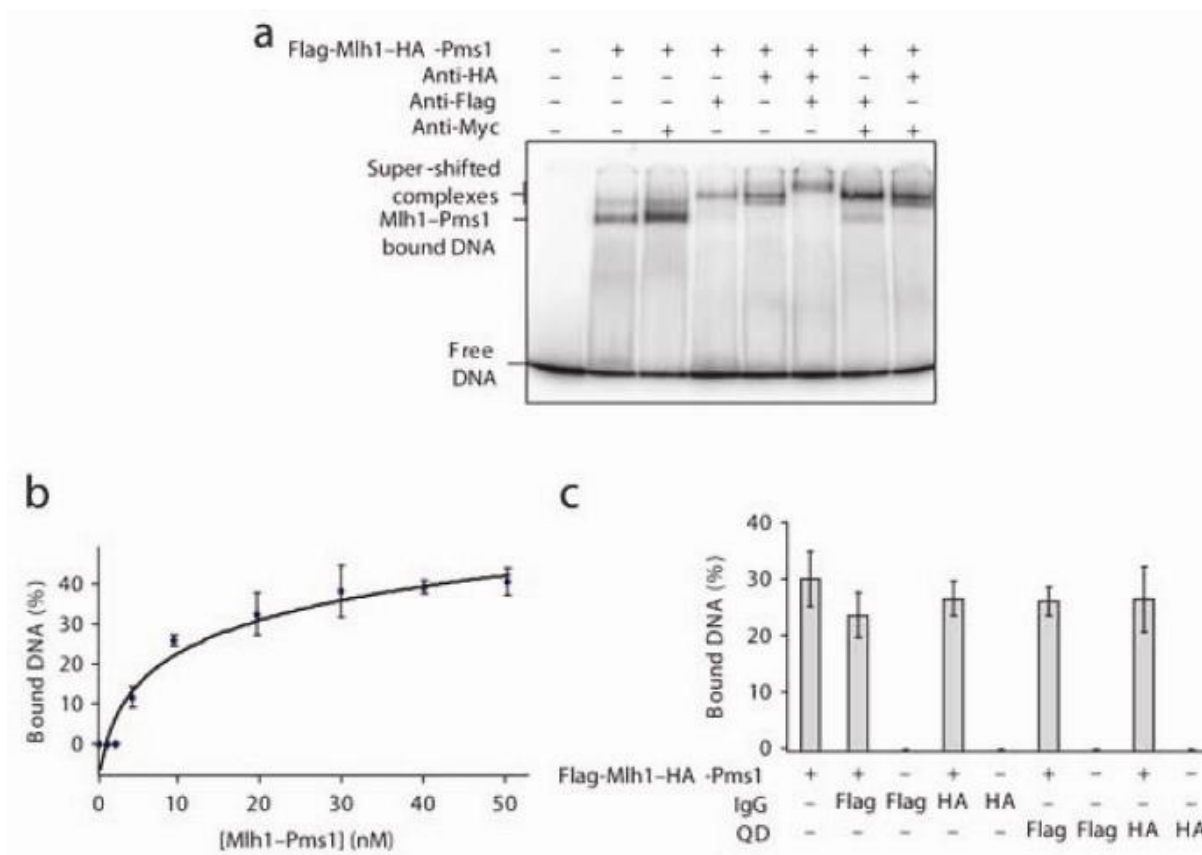 a
Flag-Mlh1–HA -Pms1 – + + + + + + +
Anti-HA – – – – + + – +
Anti-Flag – – – + – + + –
Anti-Myc – – + – – – + +
Super-shifted
complexes
Mlh1–Pms1
bound DNA
Free
DNA
b
Bound DNA (%)
40
30
20
10
0
0 10 20 30 40 50
[Mlh1–Pms1] (nM)
c
Bound DNA (%)
40
30
20
10
0
Flag-Mlh1–HA -Pms1 + + – + – + – + –
IgG – Flag Flag HA HA – – – –
QD – – – – – Flag Flag HA HA